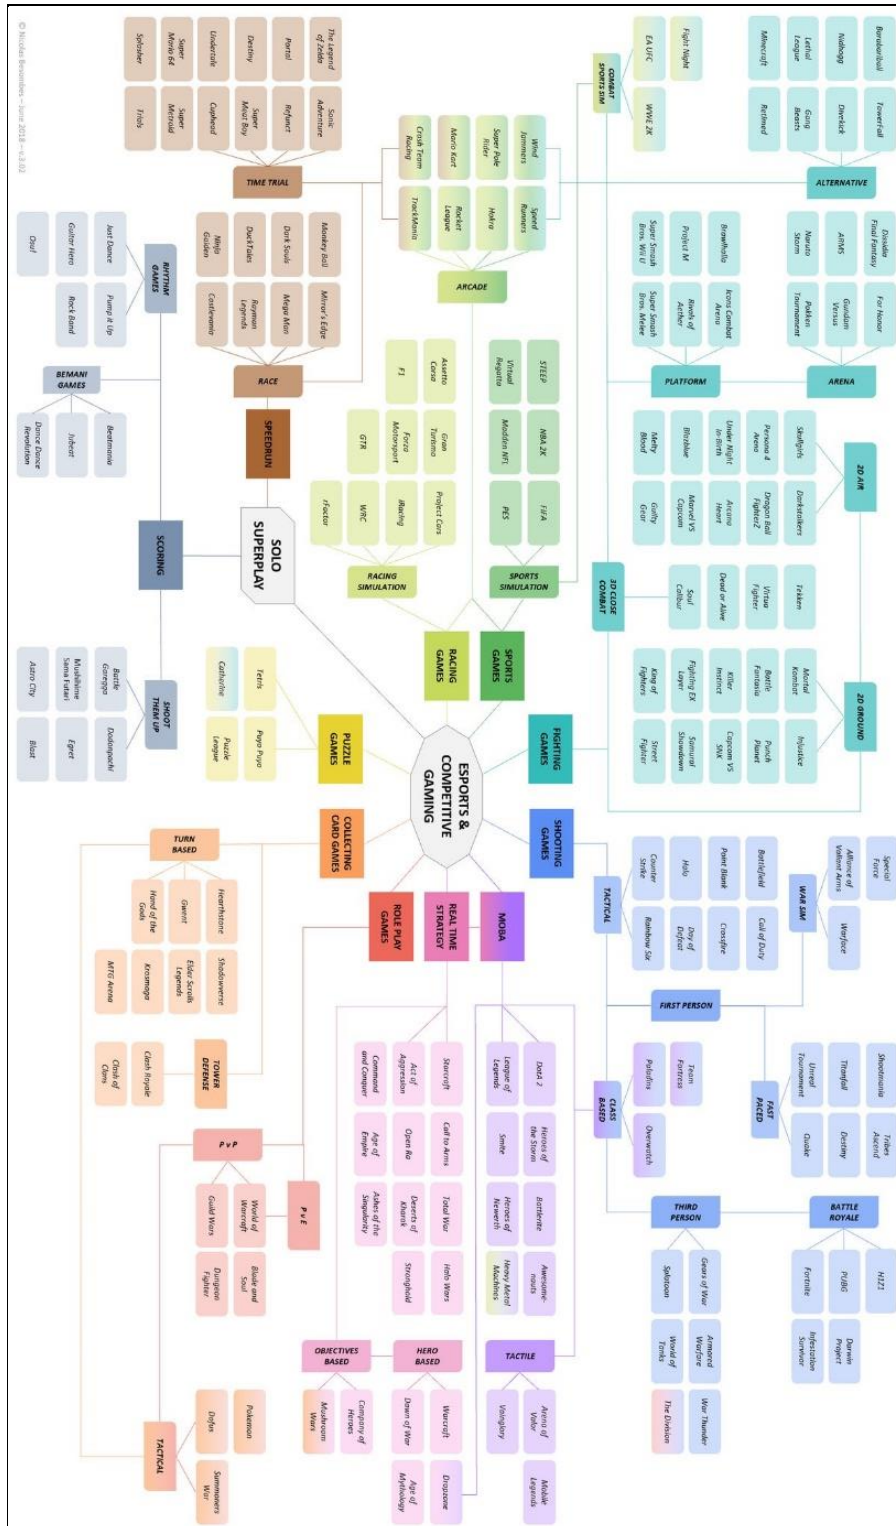 ESPORTS &
COMPETITIVE
GAMING
FIGHTING
GAMES
2D AIR
Skullgirls
Darkstalkers
Persona 4
Arena
Dragon Ball
FighterZ
Under Night
In-Birth
Arcana
Heart
Blazblue
Marvel VS
Capcom
Melty
Blood
Guilty
Gear
2D GROUND
Mortal
Kombat
Injustice
Battle
Fantasia
Punch
Planet
Killer
Instinct
Capcom VS
SNK
Fighting EX
Layer
Samurai
Showdown
King of
Fighters
Street
Fighter
3D CLOSE
COMBAT
Tekken
Virtua
Fighter
Dead or Alive
Soul
Calibur
ARENA
Dissidia
Final Fantasy
For Honor
ARMS
Gundam
Versus
Naruto
Storm
Pokken
Tournament
PLATFORM
Brawlhalla
Icons Combat
Arena
Project M
Rivals of
Aether
Super Smash
Bros. Wii U
Super Smash
Bros. Melee
ALTERNATIVE
Barabariball
TowerFall
Nidhogg
Divekick
Lethal
League
Gang
Beasts
Minecraft
Retimed
COMBAT
SPORTS SIM
Fight Night
EA UFC
WWE 2K
SHOOTING
GAMES
TACTICAL
Battlefield
Call of Duty
Point Blank
Crossfire
Halo
Day of
Defeat
Counter
Strike
Rainbow Six
WAR SIM
Special
Force
Alliance of
Valiant Arms
Warface
FIRST PERSON
FAST
PACED
Shootmania
Tribes
Ascend
Titanfall
Destiny
Unreal
Tournament
Quake
CLASS
BASED
Team
Fortress
Paladins
Overwatch
THIRD
PERSON
Gears of War
Armored
Warfare
War Thunder
Splatoon
World of
Tanks
The Division
BATTLE
ROYALE
H1Z1
PUBG
Darwin
Project
Fortnite
Infestation
Survivor
SPORTS
GAMES
SPORTS
SIMULATION
STEEP
NBA 2K
FIFA
Virtual
Regatta
Madden NFL
PES
ARCADE
Wind
Jammers
Speed
Runners
Super Pole
Rider
Hokra
Mario Kart
Rocket
League
Crash Team
Racing
TrackMania
RACING
GAMES
RACING
SIMULATION
Assetto
Corsa
Gran
Turismo
Project Cars
F1
Forza
Motorsport
iRacing
GTR
WRC
rFactor
MOBA
DotA 2
Heroes of
the Storm
Battlerite
Awesome-
nauts
League of
Legends
Smite
Heroes of
Newerth
Heavy Metal
Machines
TACTILE
Arena of
Valor
Mobile
Legends
Vainglory
REAL TIME
STRATEGY
Starcraft
Call to Arms
Total War
Halo Wars
Act of
Aggression
Open Ra
Deserts of
Kharak
Stronghold
Command
and Conquer
Age of
Empire
Ashes of the
Singularity
HERO
BASED
Warcraft
Dropzone
Dawn of War
Age of
Mythology
OBJECTIVES
BASED
Company of
Heroes
Mushroom
Wars
ROLE PLAY
GAMES
P v E
P v P
World of
Warcraft
Blade and
Soul
Guild Wars
Dungeon
Fighter
TACTICAL
Pokemon
Dofus
Summoners
War
COLLECTING
CARD GAMES
TURN
BASED
Hearthstone
Shadowverse
Gwent
Elder Scrolls
Legends
Hand of the
Gods
Krosmaga
MTG Arena
TOWER
DEFENSE
Clash Royale
Clash of
Clans
PUZZLE
GAMES
Tetris
Puyo Puyo
Catherine
Puzzle
League
SOLO
SUPERPLAY
SPEEDRUN
RACE
Monkey Ball
Mirror's Edge
Dark Souls
Mega Man
DuckTales
Rayman
Legends
Ninja
Gaiden
Castlevania
TIME TRIAL
The Legend
of Zelda
Sonic
Adventure
Portal
Refunct
Destiny
Super
Meat Boy
Undertale
Cuphead
Super
Mario 64
Super
Metroid
Splasher
Trials
SCORING
BEMANI
GAMES
Beatmania
Jubeat
Dance Dance
Revolution
RHYTHM
GAMES
Just Dance
Pump it Up
Guitar Hero
Rock Band
Osu!
SHOOT
THEM UP
Battle
Garegga
Dodonpachi
Mushihime
Sama Futari
Egret
Astro City
Blast
© Nicolas Besombes – June 2018 – v.3.02